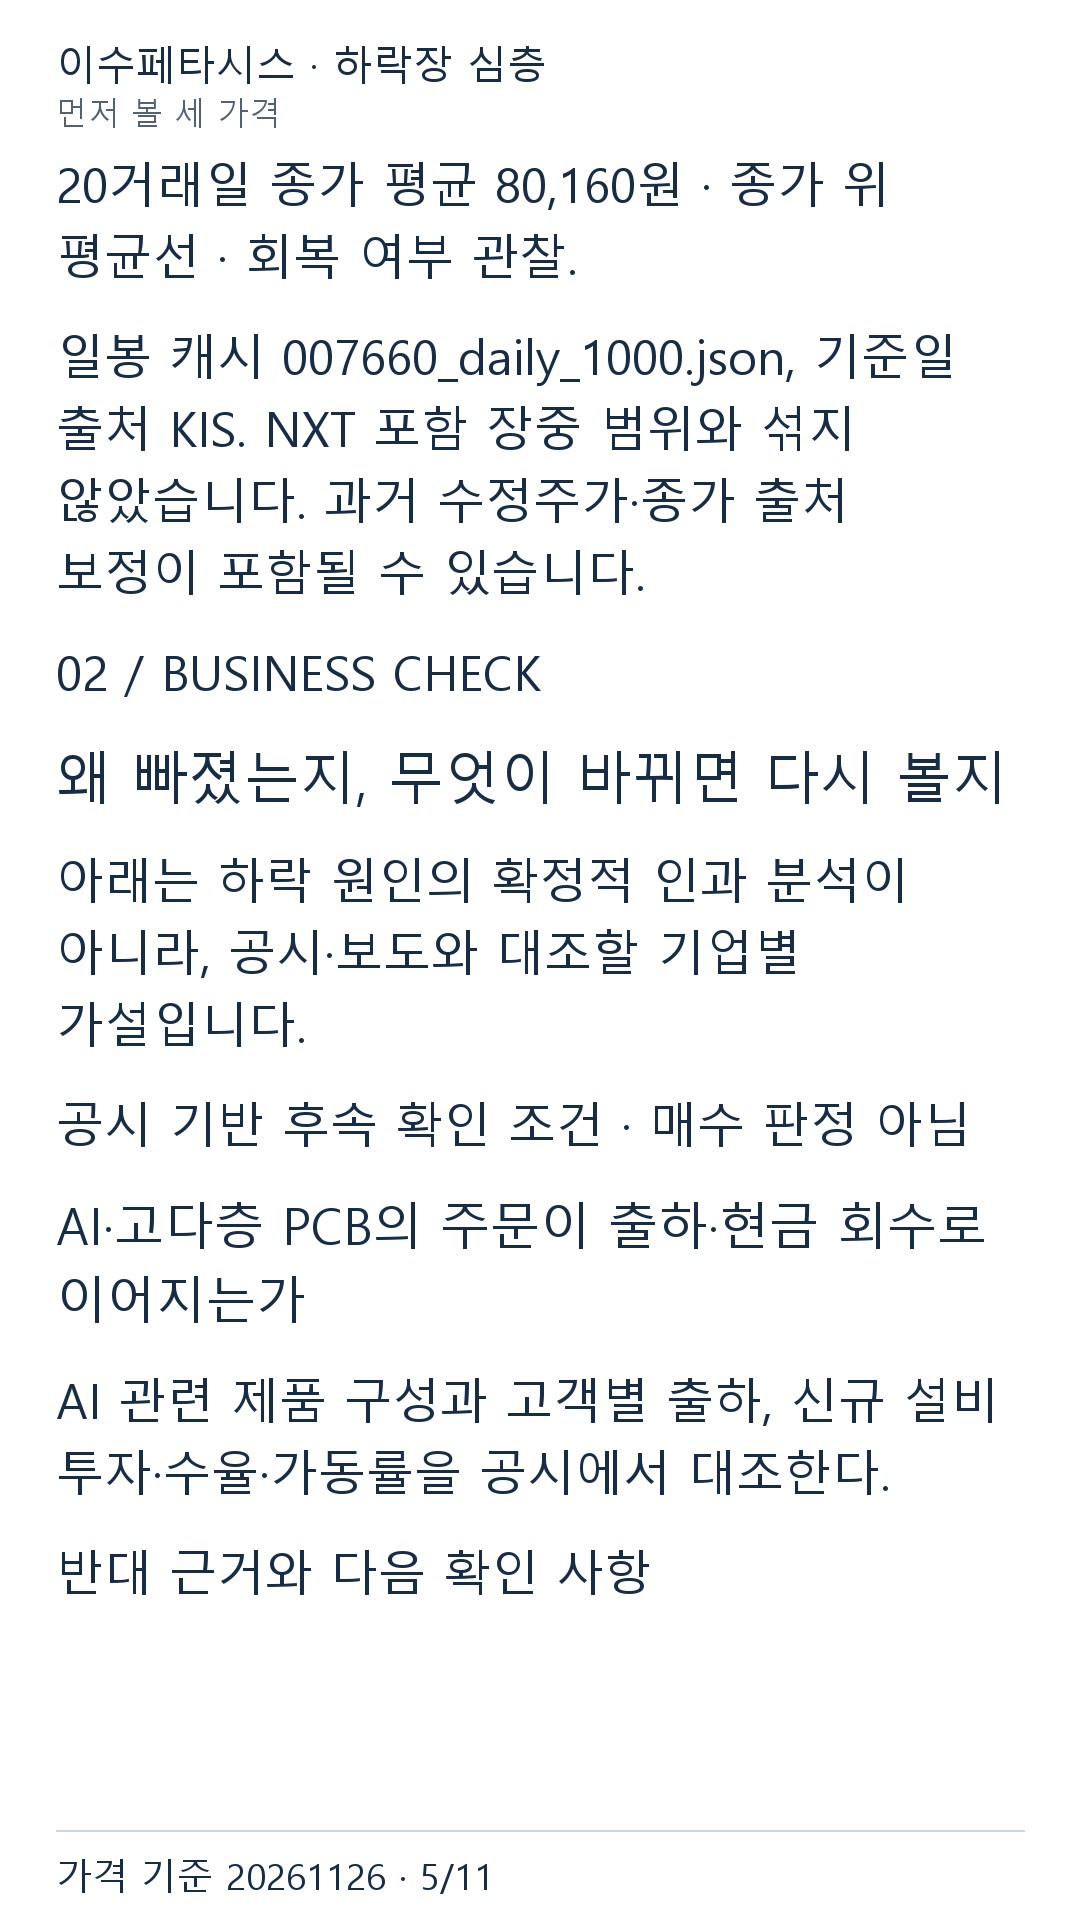 이수페타시스 · 하락장 심층
먼저 볼 세 가격
20거래일 종가 평균 80,160원 · 종가 위
평균선 · 회복 여부 관찰.
일봉 캐시 007660_daily_1000.json, 기준일
출처 KIS. NXT 포함 장중 범위와 섞지
않았습니다. 과거 수정주가·종가 출처
보정이 포함될 수 있습니다.
02 / BUSINESS CHECK
왜 빠졌는지, 무엇이 바뀌면 다시 볼지
아래는 하락 원인의 확정적 인과 분석이
아니라, 공시·보도와 대조할 기업별
가설입니다.
공시 기반 후속 확인 조건 · 매수 판정 아님
AI·고다층 PCB의 주문이 출하·현금 회수로
이어지는가
AI 관련 제품 구성과 고객별 출하, 신규 설비
투자·수율·가동률을 공시에서 대조한다.
반대 근거와 다음 확인 사항
가격 기준 20261126 · 5/11